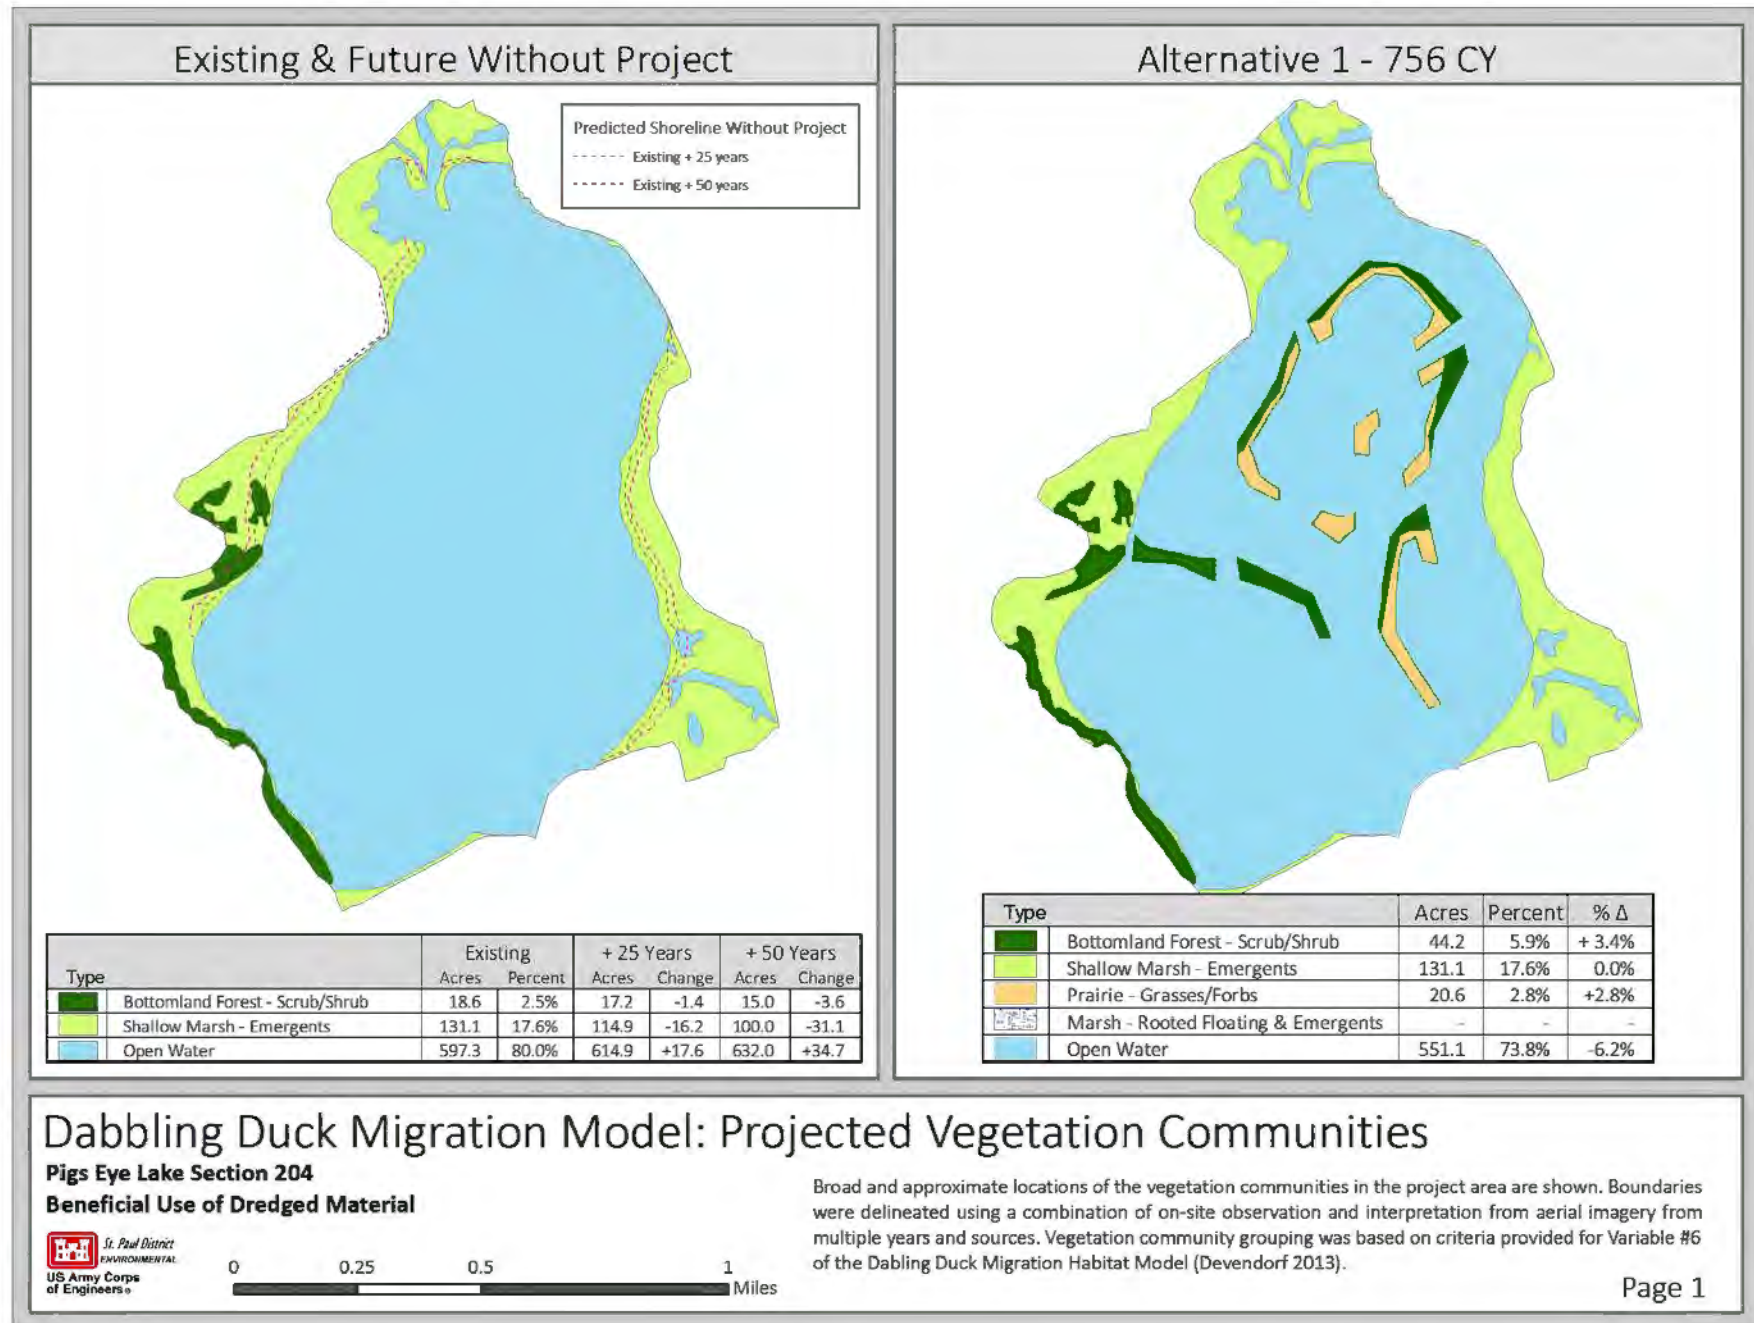 Existing & Future Without Project
Predicted Shoreline Without Project
Existing + 25 years
Existing + 50 years
Existing + 25 Years + 50 Years
Type Acres Percent Acres Change Acres Change
Bottomland Forest - Scrub/Shrub 18.6 2.5% 17.2 -1.4 15.0 -3.6
Shallow Marsh - Emergents 131.1 17.6% 114.9 -16.2 100.0 -31.1
Open Water 597.3 80.0% 614.9 +17.6 632.0 +34.7
Alternative 1 - 756 CY
Type Acres Percent % Δ
Bottomland Forest - Scrub/Shrub 44.2 5.9% + 3.4%
Shallow Marsh - Emergents 131.1 17.6% 0.0%
Prairie - Grasses/Forbs 20.6 2.8% +2.8%
Marsh - Rooted Floating & Emergents - - -
Open Water 551.1 73.8% -6.2%
Dabbling Duck Migration Model: Projected Vegetation Communities
Pigs Eye Lake Section 204
Beneficial Use of Dredged Material
St. Paul District
ENVIRONMENTAL
US Army Corps
of Engineers®
0 0.25 0.5 1
Miles
Broad and approximate locations of the vegetation communities in the project area are shown. Boundaries
were delineated using a combination of on-site observation and interpretation from aerial imagery from
multiple years and sources. Vegetation community grouping was based on criteria provided for Variable #6
of the Dabling Duck Migration Habitat Model (Devendorf 2013).
Page 1